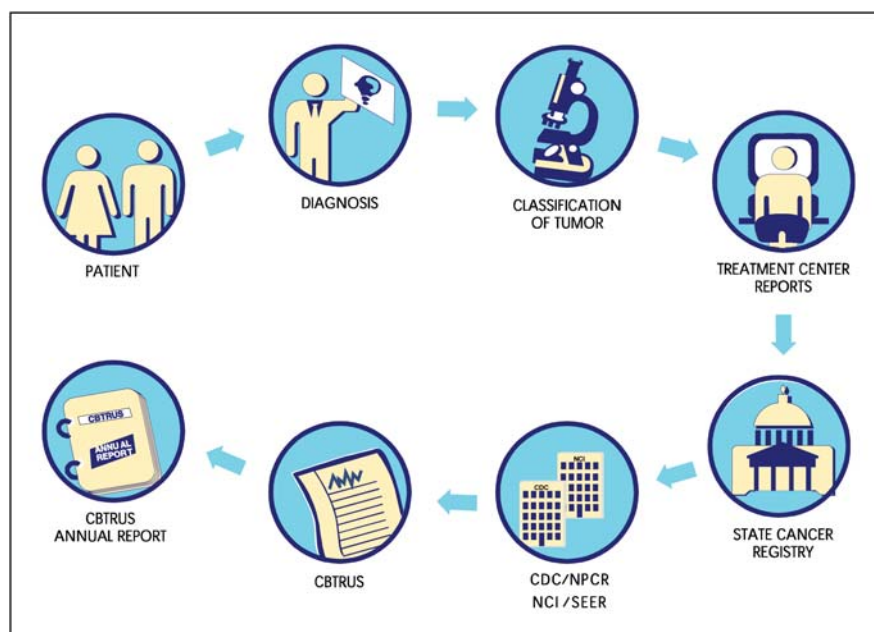 PATIENT
DIAGNOSIS
CLASSIFICATION
OF TUMOR
TREATMENT CENTER
REPORTS
STATE CANCER
REGISTRY
NCI
CDC
CDC/NPCR
NCI/SEER
CBTRUS
CBTRUS
ANNUAL
REPORT
CBTRUS
ANNUAL REPORT